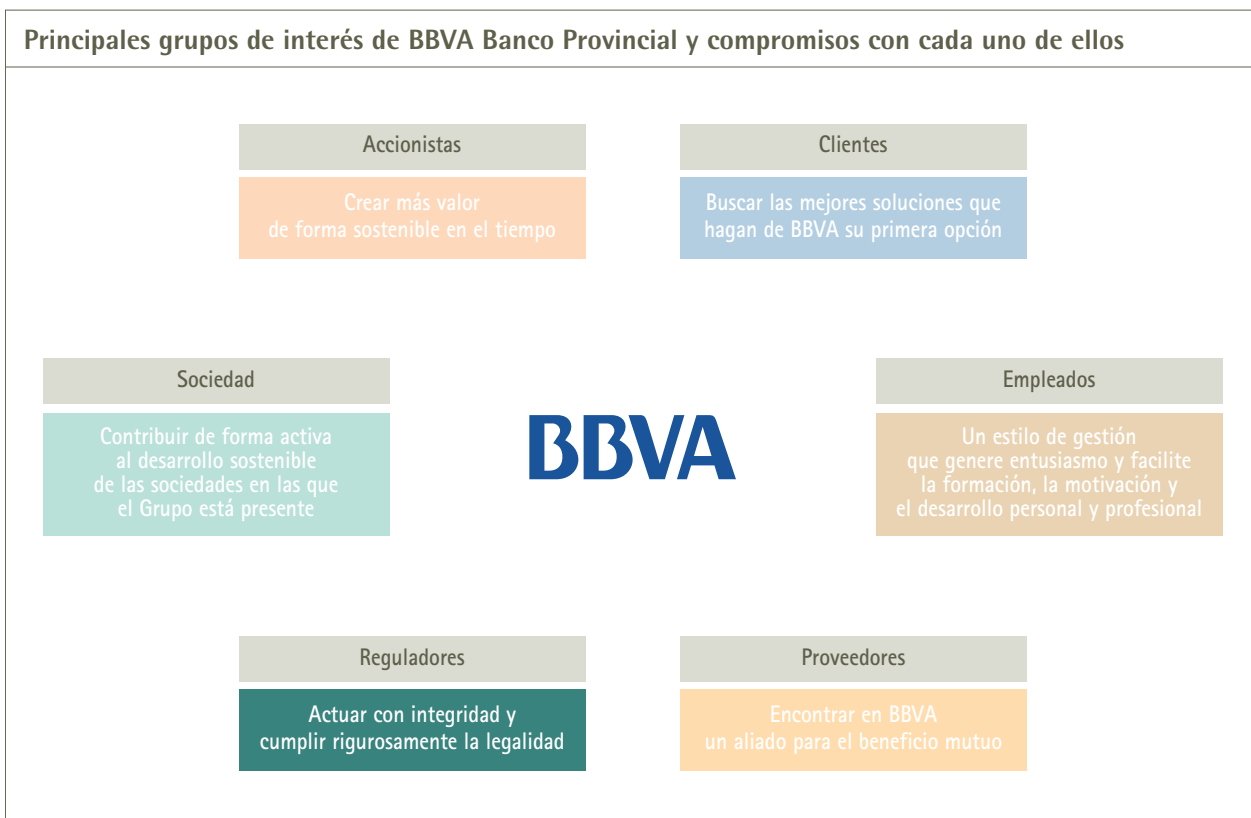 Principales grupos de interés de BBVA Banco Provincial y compromisos con cada uno de ellos
Accionistas
Crear más valor
de forma sostenible en el tiempo
Clientes
Buscar las mejores soluciones que
hagan de BBVA su primera opción
Sociedad
Contribuir de forma activa
al desarrollo sostenible
de las sociedades en las que
el Grupo está presente
BBVA
Empleados
Un estilo de gestión
que genere entusiasmo y facilite
la formación, la motivación y
el desarrollo personal y profesional
Reguladores
Actuar con integridad y
cumplir rigurosamente la legalidad
Proveedores
Encontrar en BBVA
un aliado para el beneficio mutuo